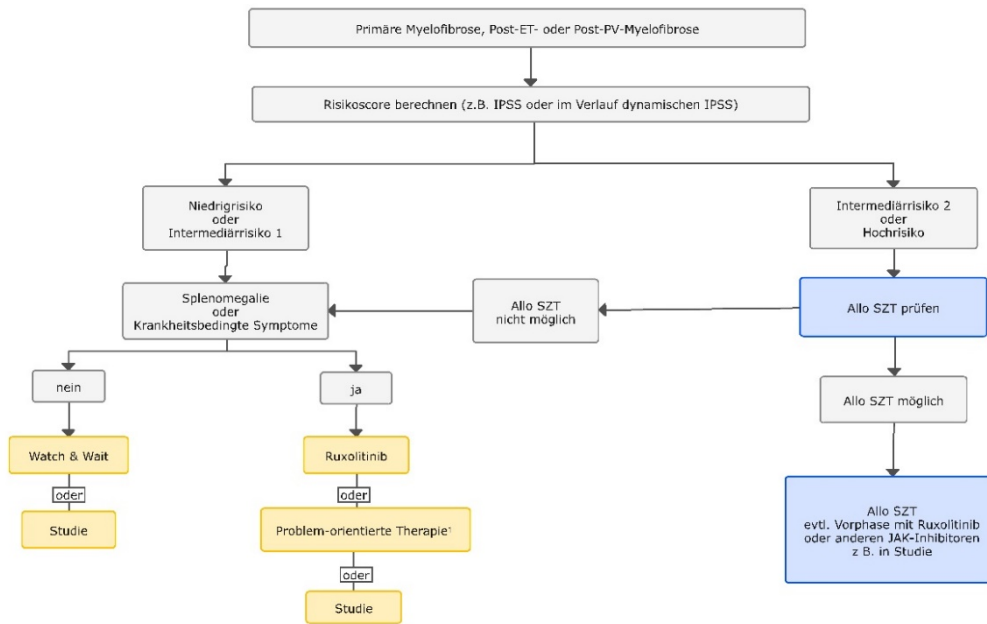 Primäre Myelofibrose, Post-ET- oder Post-PV-Myelofibrose
Risikoscore berechnen (z.B. IPSS oder im Verlauf dynamischen IPSS)
Niedrigrisiko
oder
Intermediärrisiko 1
Intermediärrisiko 2
oder
Hochrisiko
Splenomegalie
oder
Krankheitsbedingte Symptome
Allo SZT
nicht möglich
Allo SZT prüfen
nein
ja
Allo SZT möglich
Watch & Wait
oder
Studie
Ruxolitinib
oder
Problem-orientierte Therapie¹
oder
Studie
Allo SZT
evtl. Vorphase mit Ruxolitinib
oder anderen JAK-Inhibitoren
z B. in Studie